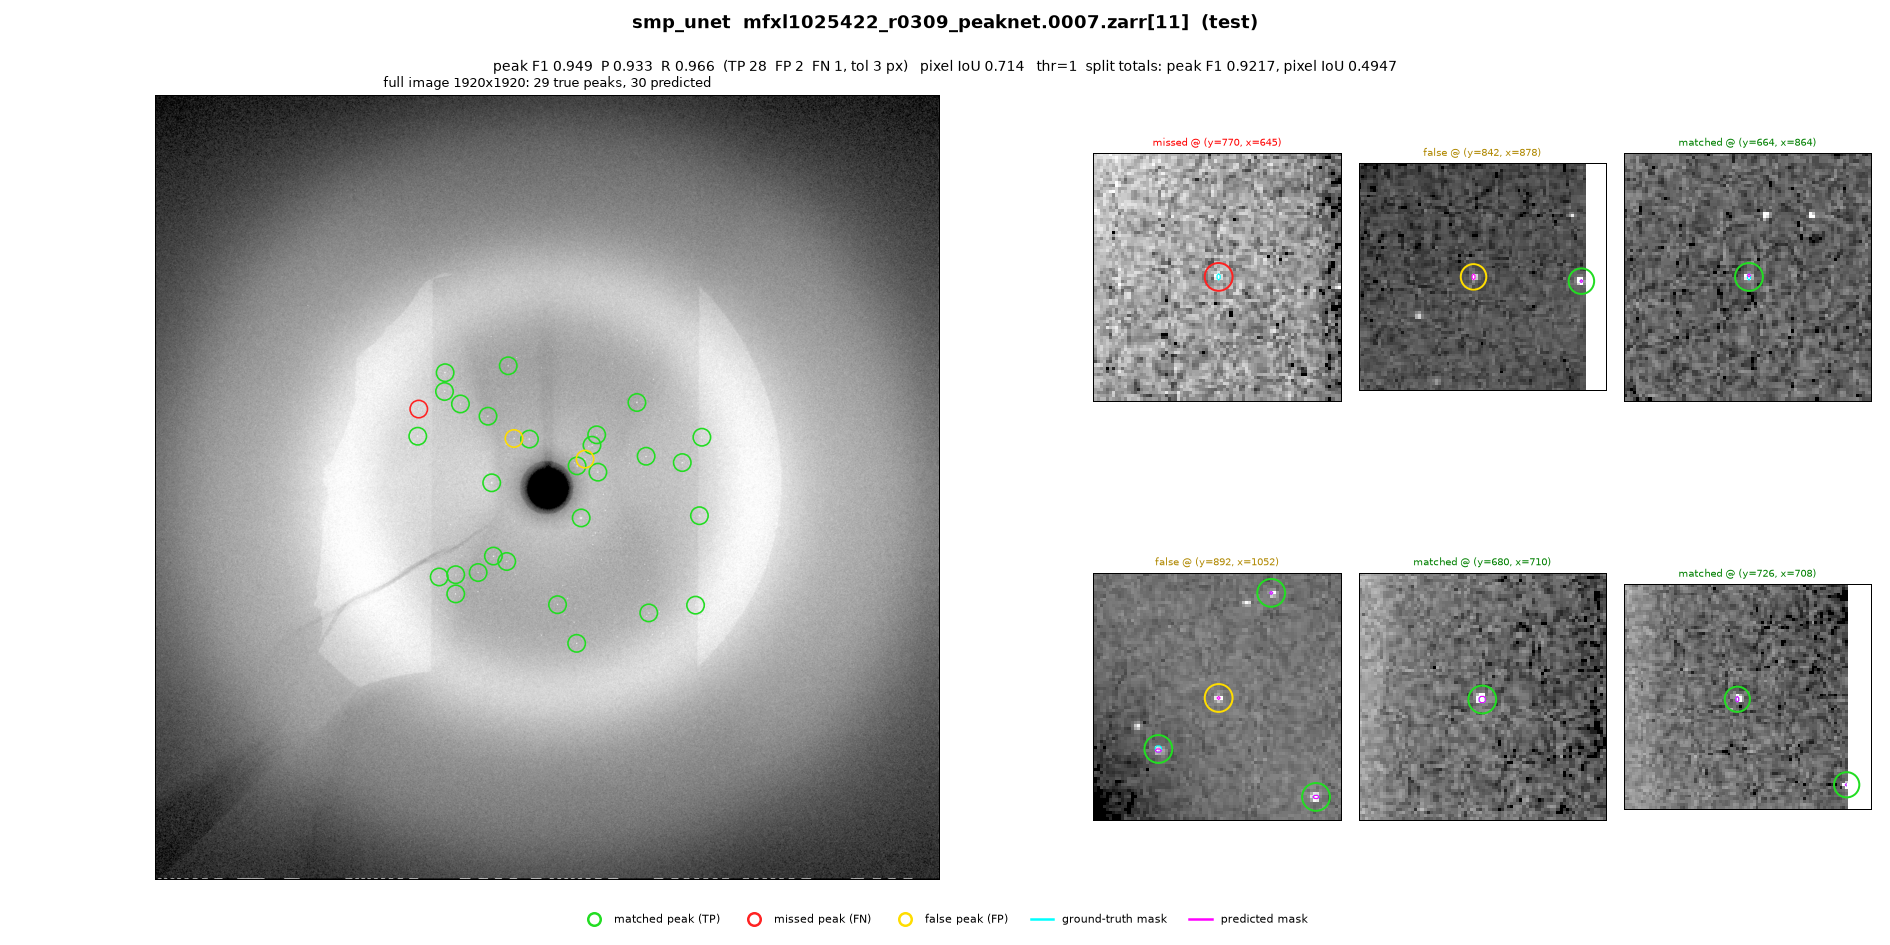 smp_unet  mfxl1025422_r0309_peaknet.0007.zarr[11]  (test)
peak F1 0.949  P 0.933  R 0.966  (TP 28  FP 2  FN 1, tol 3 px)   pixel IoU 0.714   thr=1  split totals: peak F1 0.9217, pixel IoU 0.4947
full image 1920x1920: 29 true peaks, 30 predicted
missed @ (y=770, x=645)
false @ (y=842, x=878)
matched @ (y=664, x=864)
false @ (y=892, x=1052)
matched @ (y=680, x=710)
matched @ (y=726, x=708)
matched peak (TP)
missed peak (FN)
false peak (FP)
ground-truth mask
predicted mask